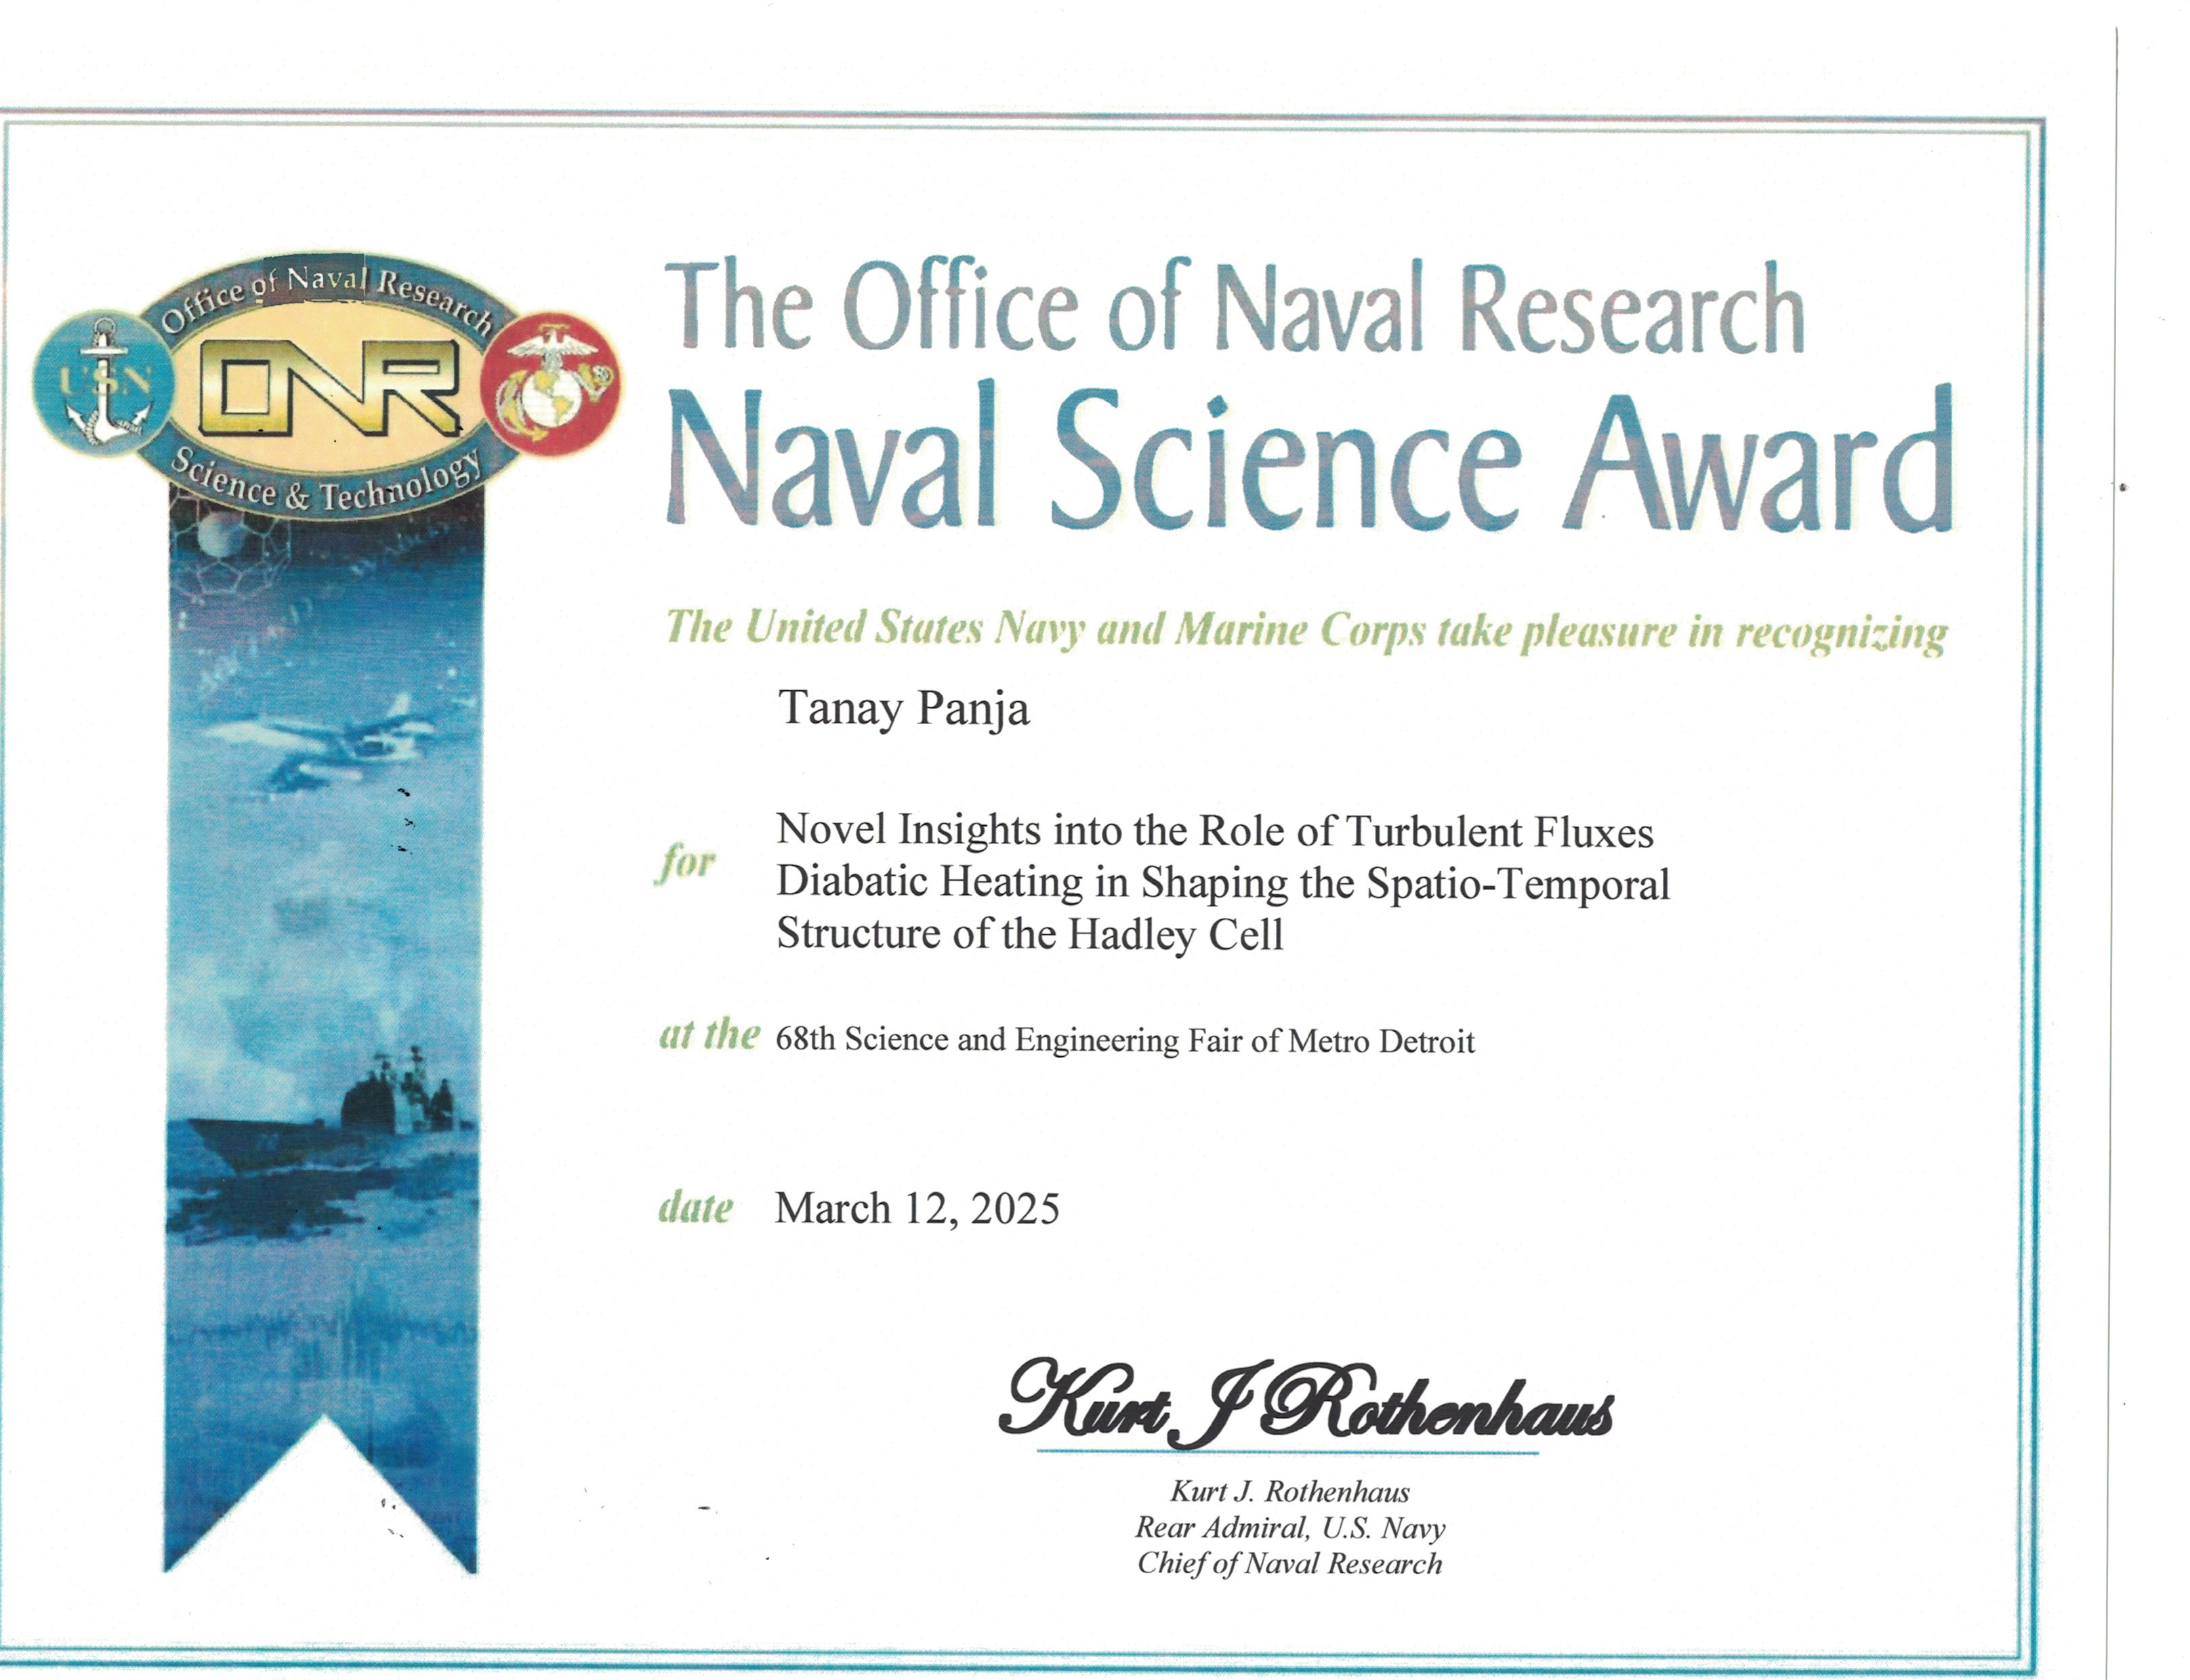 Office of Naval Research
USN
ONR
Science & Technology
The Office of Naval Research
Naval Science Award
The United States Navy and Marine Corps take pleasure in recognizing
Tanay Panja
for
Novel Insights into the Role of Turbulent Fluxes
Diabatic Heating in Shaping the Spatio-Temporal
Structure of the Hadley Cell
at the 68th Science and Engineering Fair of Metro Detroit
date March 12, 2025
Kurt J Rothenhaus
Kurt J. Rothenhaus
Rear Admiral, U.S. Navy
Chief of Naval Research